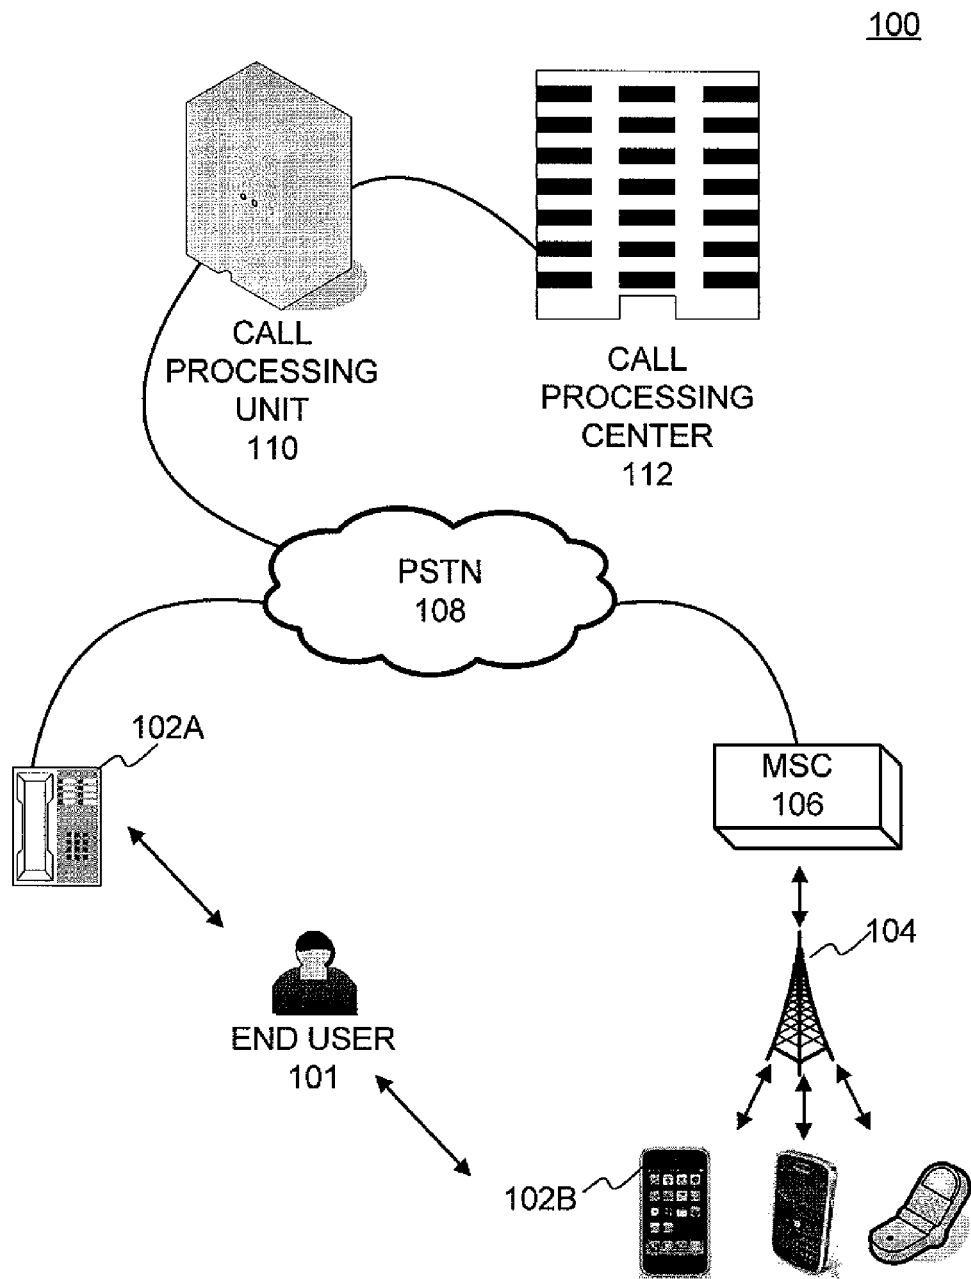 100
CALL
PROCESSING
UNIT
110
CALL
PROCESSING
CENTER
112
PSTN
108
102A
MSC
106
104
END USER
101
102B